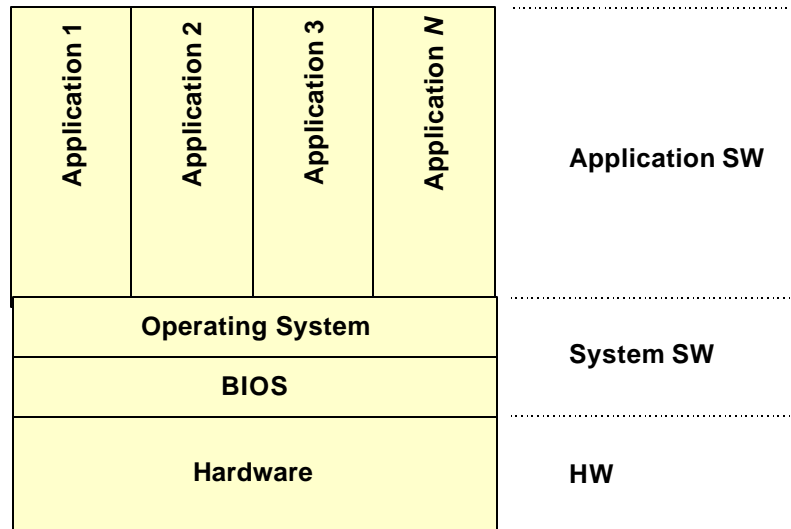 Application 1
Application 2
Application 3
Application N
Application SW
Operating System
System SW
BIOS
Hardware
HW